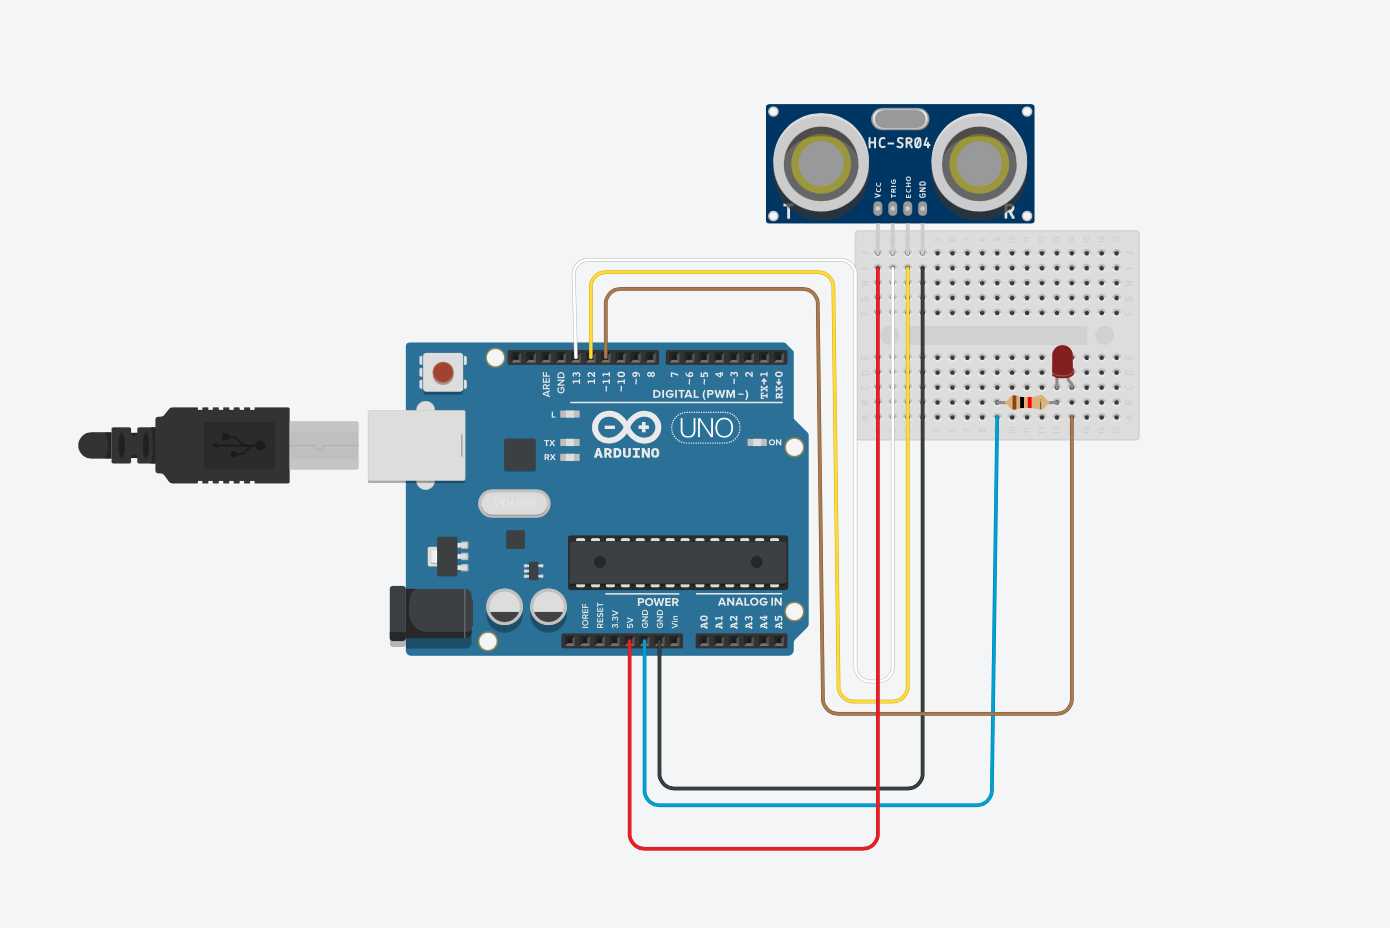 HC-SR04
Vcc
TRIG
ECHO
GND
T
R
AREF
GND
13
12
~11
~10
~9
8
7
~6
~5
4
~3
2
TX→1
RX←0
DIGITAL (PWM~)
L
TX
RX
ARDUINO
UNO
ON
IOREF
RESET
3.3V
5V
GND
GND
Vin
POWER
ANALOG IN
A0
A1
A2
A3
A4
A5